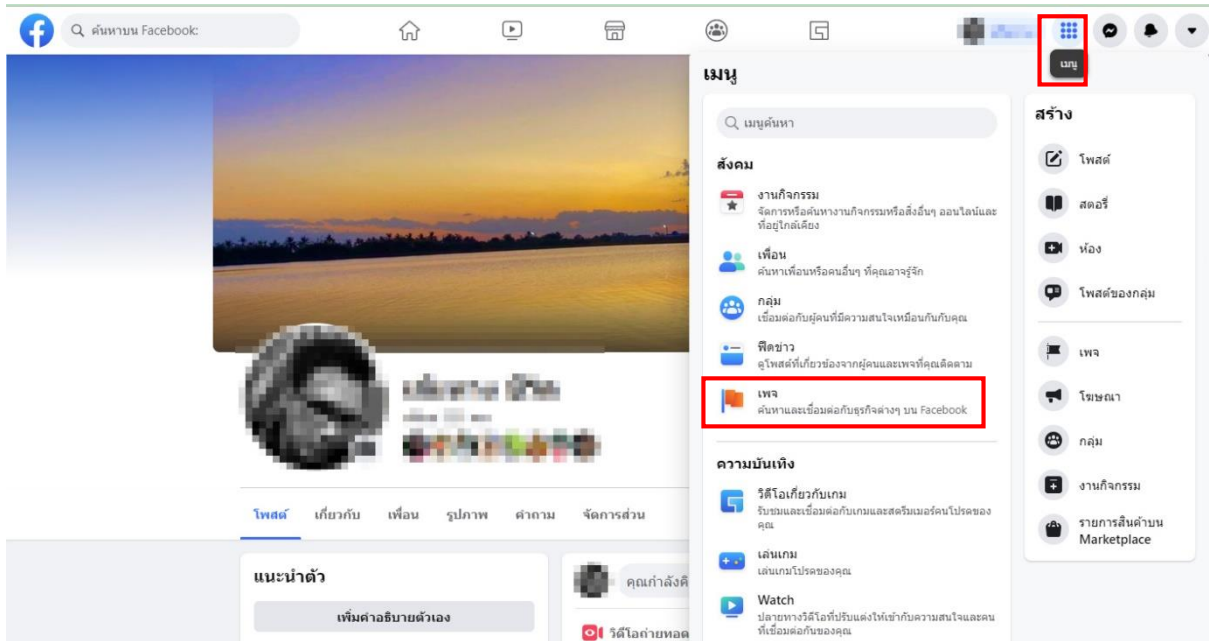 ค้นหาบน Facebook:
เมนู
เมนู
เมนูค้นหา
สังคม
งานกิจกรรม
จัดการหรือค้นหางานกิจกรรมหรือสิ่งอื่นๆ ออนไลน์และ
ที่อยู่ใกล้เคียง
เพื่อน
ค้นหาเพื่อนหรือคนอื่นๆ ที่คุณอาจรู้จัก
กลุ่ม
เชื่อมต่อกับผู้คนที่มีความสนใจเหมือนกันกับคุณ
ฟีดข่าว
ดูโพสต์ที่เกี่ยวข้องจากผู้คนและเพจที่คุณติดตาม
เพจ
ค้นหาและเชื่อมต่อกับธุรกิจต่างๆ บน Facebook
ความบันเทิง
วิดีโอเกี่ยวกับเกม
รับชมและเชื่อมต่อกับเกมและสตรีมเมอร์คนโปรดของ
คุณ
เล่นเกม
เล่นเกมโปรดของคุณ
Watch
ปลายทางวิดีโอที่ปรับแต่งให้เข้ากับความสนใจและคน
ที่เชื่อมต่อกันของคุณ
สร้าง
โพสต์
สตอรี่
ห้อง
โพสต์ของกลุ่ม
เพจ
โฆษณา
กลุ่ม
งานกิจกรรม
รายการสินค้าบน
Marketplace
โพสต์ เกี่ยวกับ เพื่อน รูปภาพ คำถาม จัดการส่วน
แนะนำตัว
เพิ่มคำอธิบายตัวเอง
คุณกำลังคิ
วิดีโอถ่ายทอด